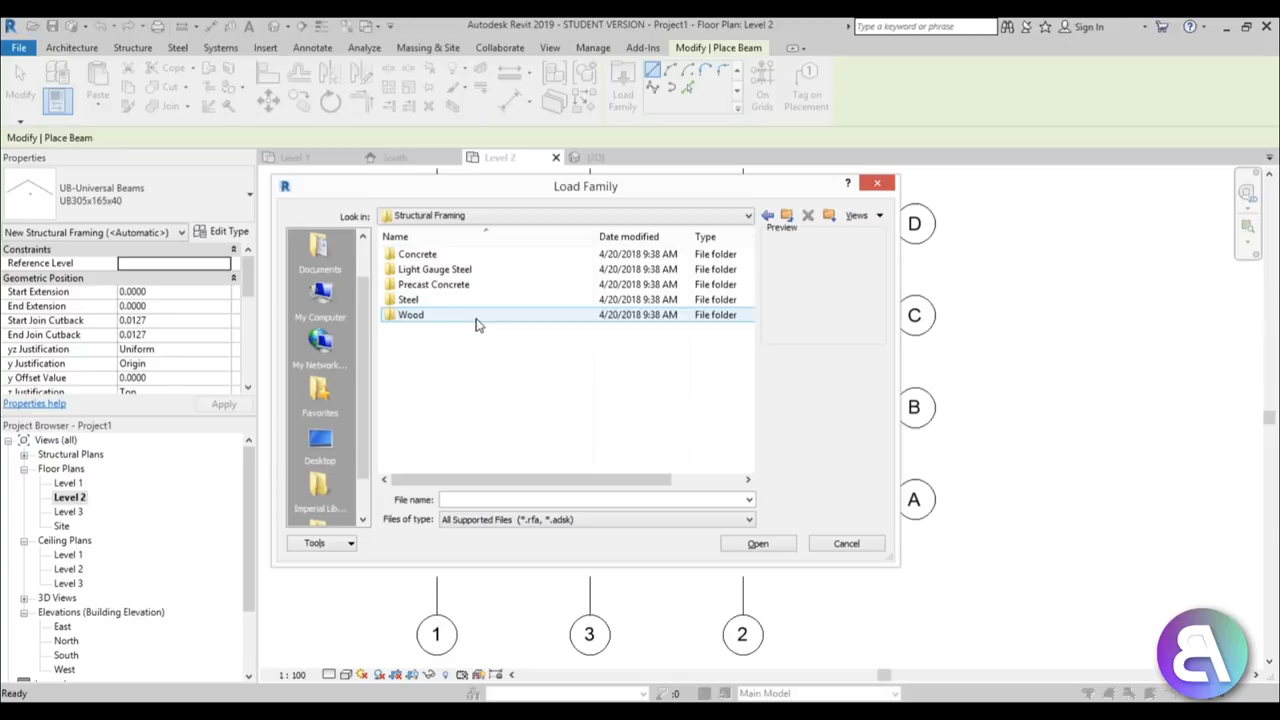 Autodesk Revit 2019 - STUDENT VERSION - Project1 - Floor Plan: Level 2
Type a keyword or phrase
Sign In
File Architecture Structure Steel Systems Insert Annotate Analyze Massing & Site Collaborate View Manage Add-Ins Modify | Place Beam
Modify
Paste
Cope
Cut
Join
Load Family
On Grids
Tag on Placement
Modify | Place Beam
Properties
Level 1
South
Level 2
{3D}
UB-Universal Beams
UB305x165x40
New Structural Framing (<Automatic>)
Edit Type
Constraints
Reference Level
Geometric Position
Start Extension 0.0000
End Extension 0.0000
Start Join Cutback 0.0127
End Join Cutback 0.0127
yz Justification Uniform
y Justification Origin
y Offset Value 0.0000
z Justification Top
Properties help
Apply
Project Browser - Project1
Views (all)
Structural Plans
Floor Plans
Level 1
Level 2
Level 3
Site
Ceiling Plans
Level 1
Level 2
Level 3
3D Views
Elevations (Building Elevation)
East
North
South
West
Load Family
Look in: Structural Framing
Views
Name Date modified Type
Preview
Concrete 4/20/2018 9:38 AM File folder
Light Gauge Steel 4/20/2018 9:38 AM File folder
Precast Concrete 4/20/2018 9:38 AM File folder
Steel 4/20/2018 9:38 AM File folder
Wood 4/20/2018 9:38 AM File folder
Documents
My Computer
My Network...
Favorites
Desktop
Imperial Lib...
File name:
Files of type: All Supported Files (*.rfa, *.adsk)
Tools
Open
Cancel
D
C
B
A
1
3
2
1 : 100
Ready
:0
Main Model